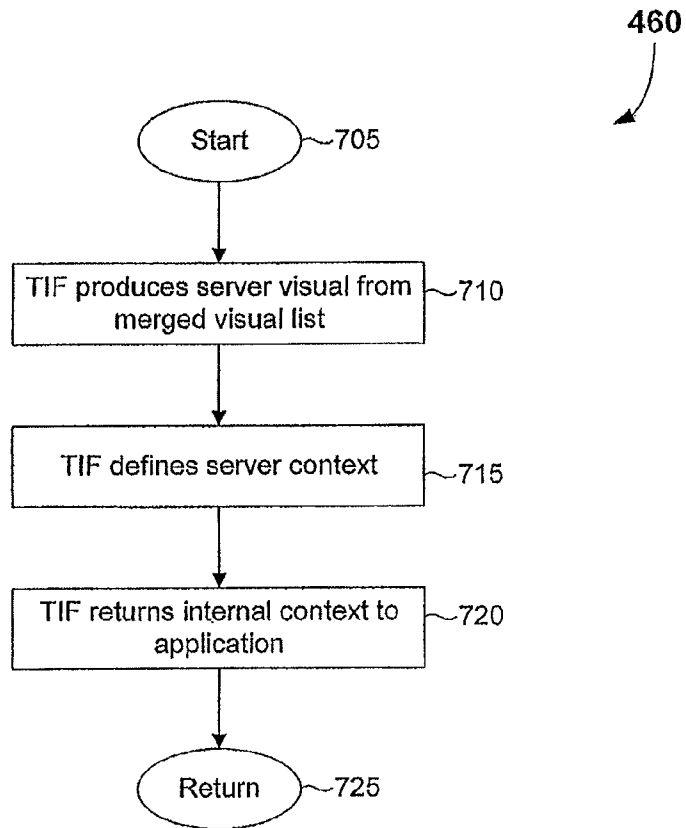 460
Start
705
TIF produces server visual from
merged visual list
710
TIF defines server context
715
TIF returns internal context to
application
720
Return
725